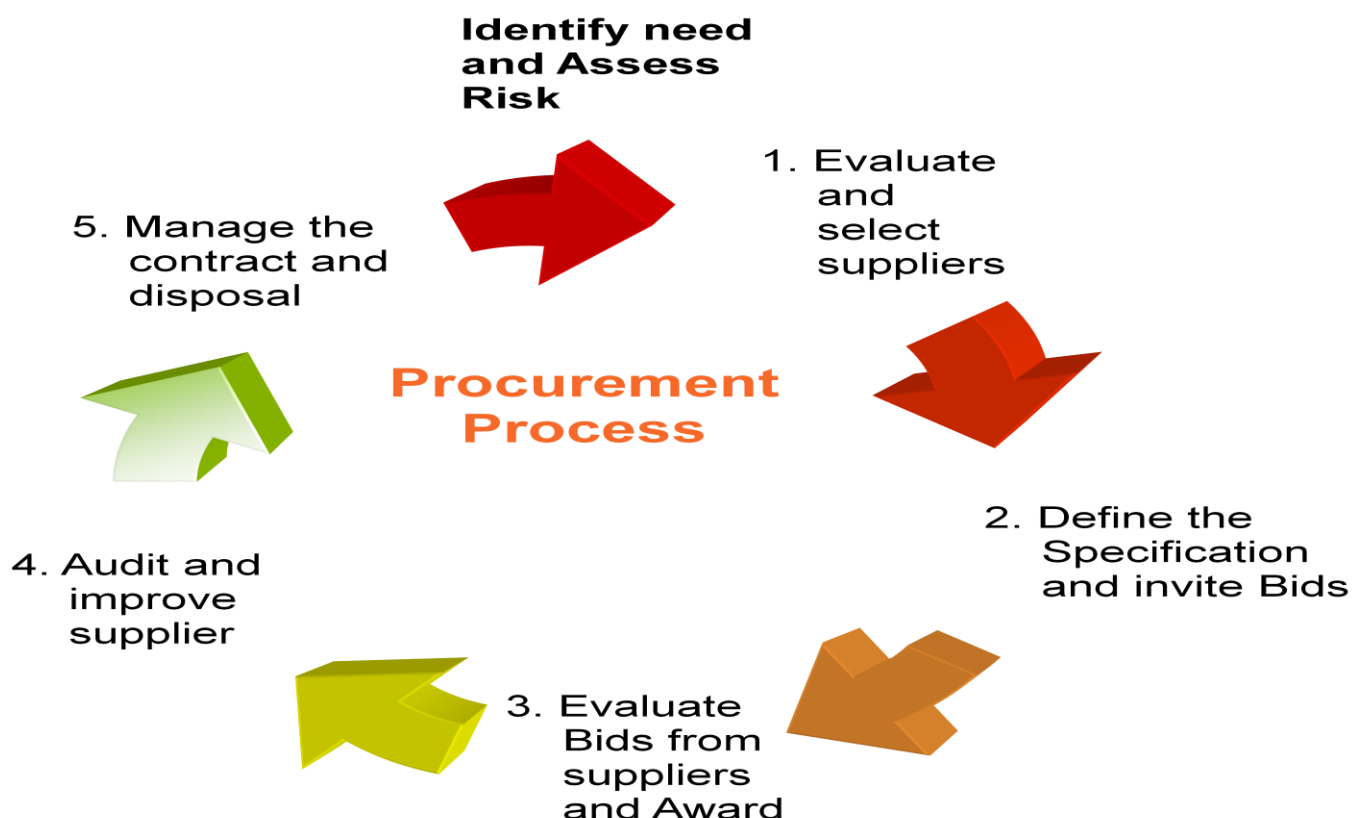 Identify need
and Assess
Risk
1. Evaluate
and
select
suppliers
2. Define the
Specification
and invite Bids
3. Evaluate
Bids from
suppliers
and Award
4. Audit and
improve
supplier
5. Manage the
contract and
disposal
Procurement
Process